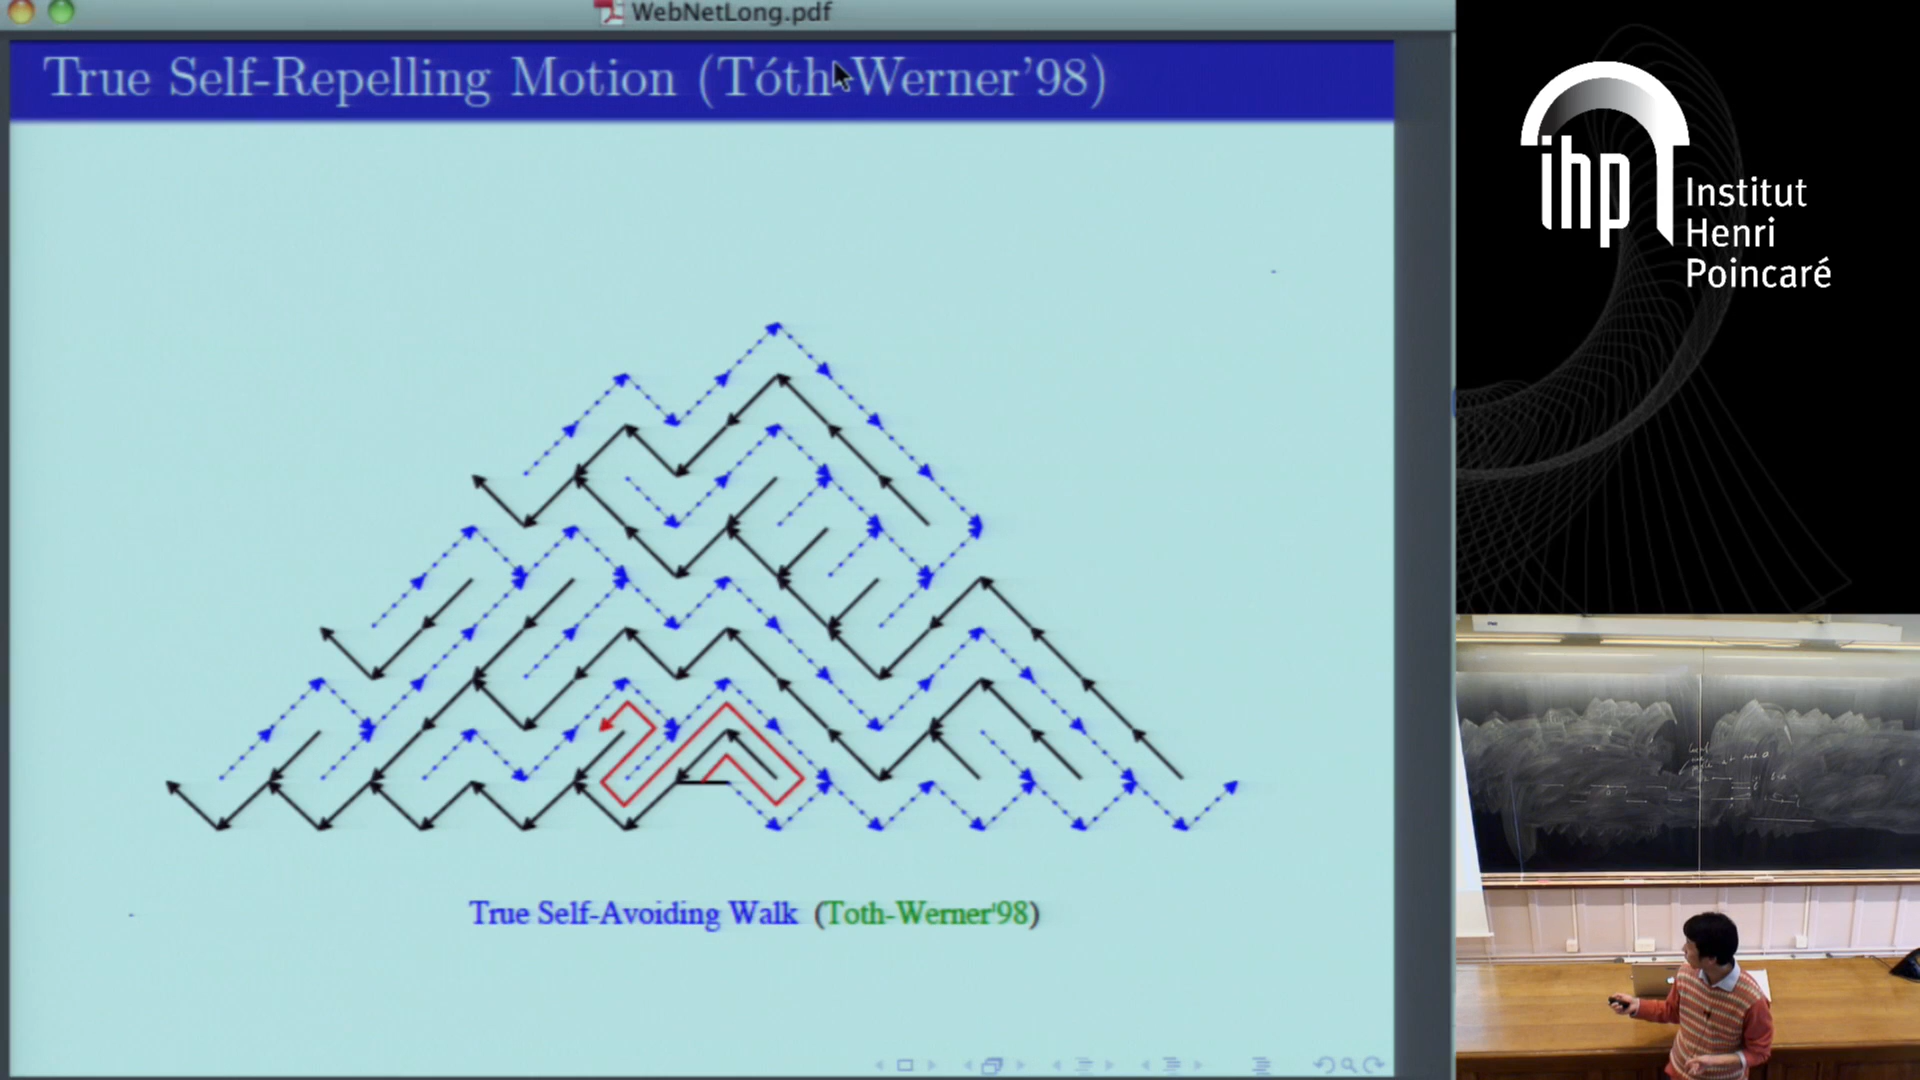 WebNetLong.pdf
True Self-Repelling Motion (Tóth-Werner'98)
True Self-Avoiding Walk (Toth-Werner'98)
ihp
Institut
Henri
Poincaré